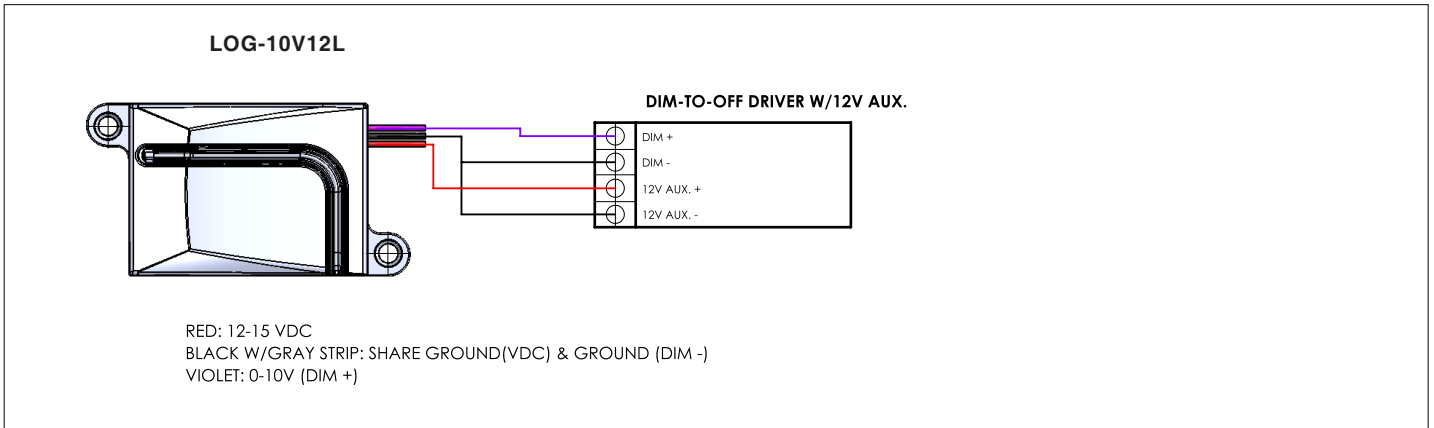 LOG-10V12L
DIM-TO-OFF DRIVER W/12V AUX.
DIM +
DIM -
12V AUX. +
12V AUX. -
RED: 12-15 VDC
BLACK W/GRAY STRIP: SHARE GROUND(VDC) & GROUND (DIM -)
VIOLET: 0-10V (DIM +)